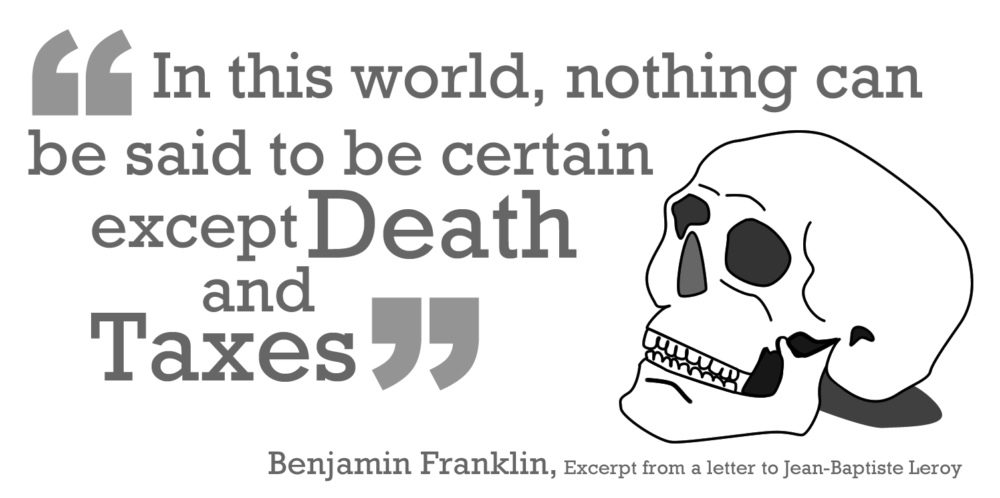 “In this world, nothing can
be said to be certain
except Death
and
Taxes”
Benjamin Franklin, Excerpt from a letter to Jean-Baptiste Leroy